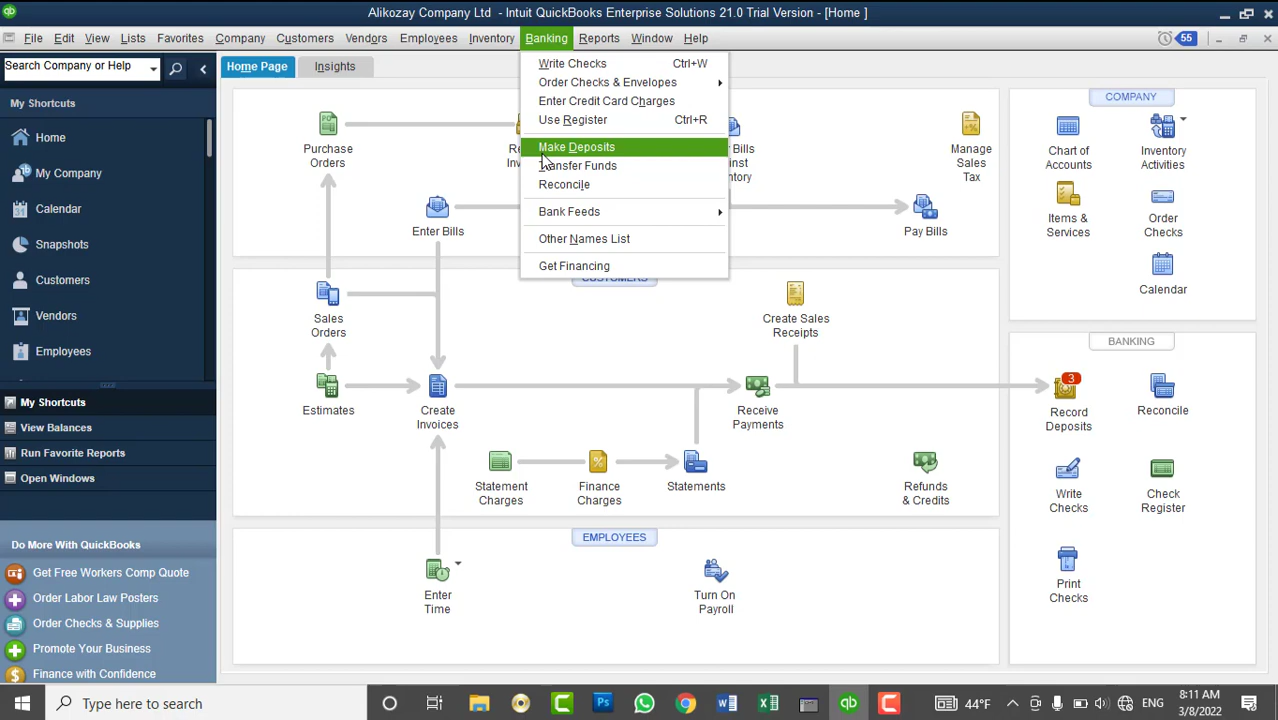 Alikozay Company Ltd - Intuit QuickBooks Enterprise Solutions 21.0 Trial Version - [Home ]
File Edit View Lists Favorites Company Customers Vendors Employees Inventory Banking Reports Window Help 55
Search Company or Help
Home Page Insights
My Shortcuts
Home
My Company
Calendar
Snapshots
Customers
Vendors
Employees
My Shortcuts
View Balances
Run Favorite Reports
Open Windows
Do More With QuickBooks
Get Free Workers Comp Quote
Order Labor Law Posters
Order Checks & Supplies
Promote Your Business
Finance with Confidence
Write Checks Ctrl+W
Order Checks & Envelopes
Enter Credit Card Charges
Use Register Ctrl+R
Make Deposits
Transfer Funds
Reconcile
Bank Feeds
Other Names List
Get Financing
Purchase
Orders
Enter Bills
Pay Bills
Manage
Sales
Tax
CUSTOMERS
Sales
Orders
Create Sales
Receipts
Estimates
Create
Invoices
Receive
Payments
Statement
Charges
Finance
Charges
Statements
Refunds
& Credits
EMPLOYEES
Enter
Time
Turn On
Payroll
COMPANY
Chart of
Accounts
Inventory
Activities
Items &
Services
Order
Checks
Calendar
BANKING
3
Record
Deposits
Reconcile
Write
Checks
Check
Register
Print
Checks
Type here to search
Ps
44°F
ENG
8:11 AM
3/8/2022